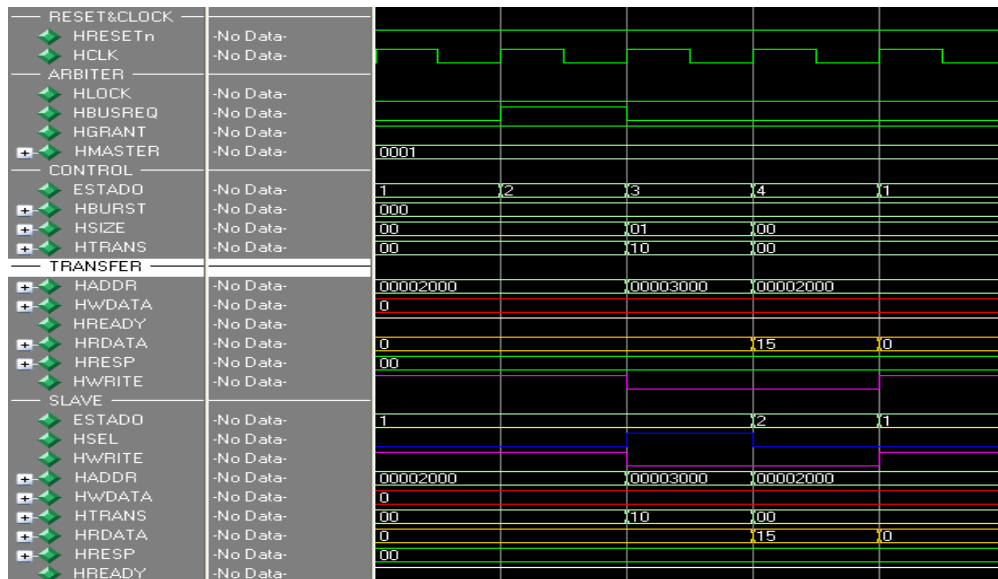 RESET&CLOCK
HRESETn -No Data-
HCLK -No Data-
ARBITER
HLOCK -No Data-
HBUSREQ -No Data-
HGRANT -No Data-
HMASTER -No Data- 0001
CONTROL
ESTADO -No Data- 1 2 3 4 1
HBURST -No Data- 000
HSIZE -No Data- 00 01 00
HTRANS -No Data- 00 10 00
TRANSFER
HADDR -No Data- 00002000 00003000 00002000
HWDATA -No Data- 0
HREADY -No Data-
HRDATA -No Data- 0 15 0
HRESP -No Data- 00
HWRITE -No Data-
SLAVE
ESTADO -No Data- 1 2 1
HSEL -No Data-
HWRITE -No Data-
HADDR -No Data- 00002000 00003000 00002000
HWDATA -No Data- 0
HTRANS -No Data- 00 10 00
HRDATA -No Data- 0 15 0
HRESP -No Data- 00
HREADY -No Data-